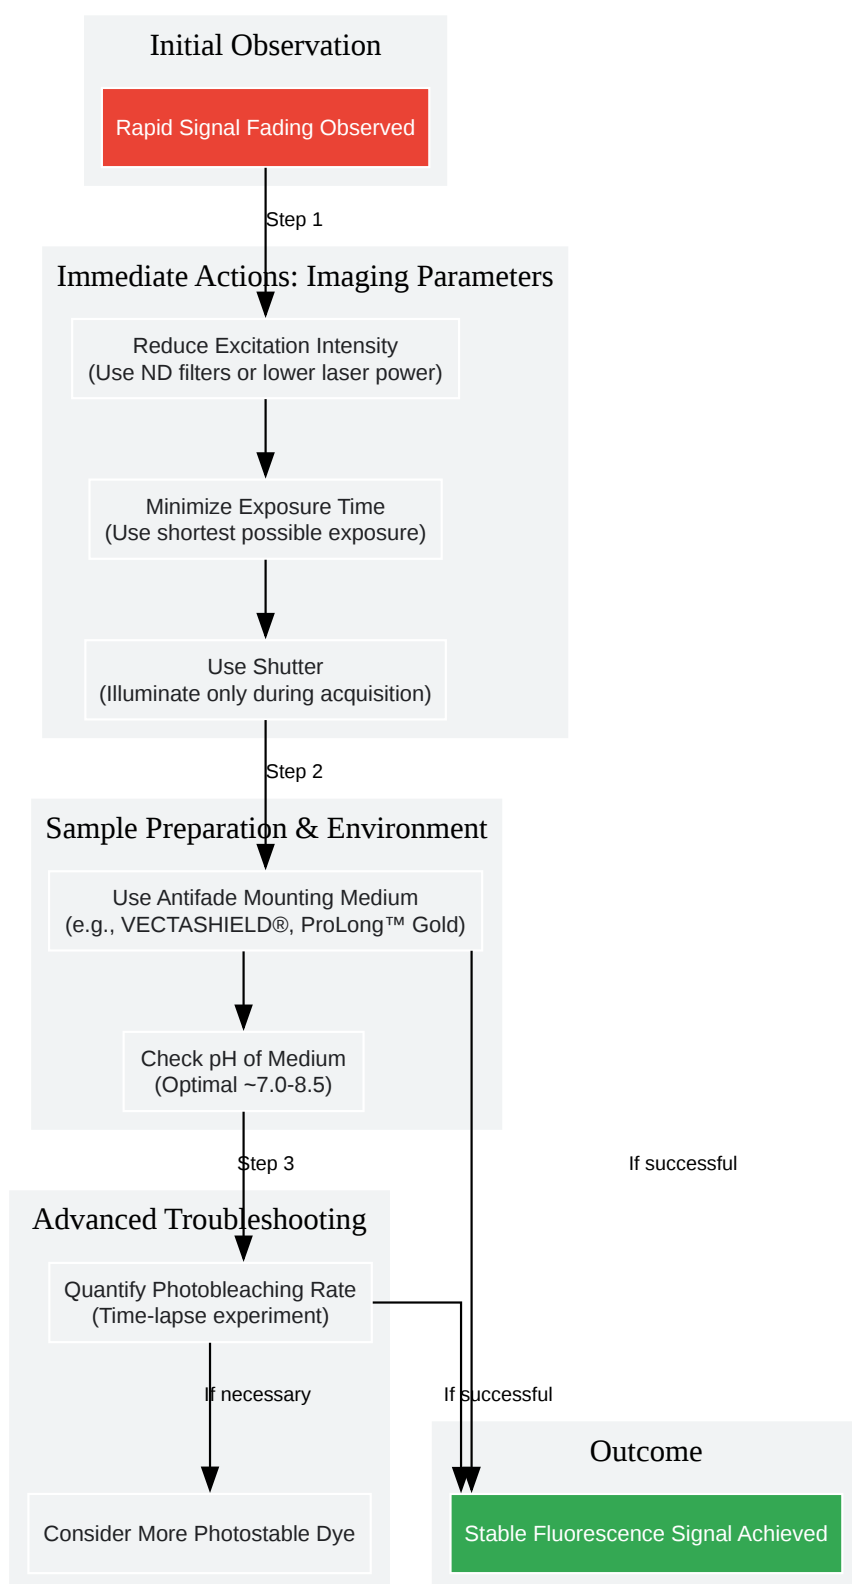 Initial Observation
Rapid Signal Fading Observed
Step 1
Immediate Actions: Imaging Parameters
Reduce Excitation Intensity
(Use ND filters or lower laser power)
Minimize Exposure Time
(Use shortest possible exposure)
Use Shutter
(Illuminate only during acquisition)
Step 2
Sample Preparation & Environment
Use Antifade Mounting Medium
(e.g., VECTASHIELD®, ProLong™ Gold)
Check pH of Medium
(Optimal ~7.0-8.5)
Step 3
If successful
Advanced Troubleshooting
Quantify Photobleaching Rate
(Time-lapse experiment)
If necessary
If successful
Outcome
Consider More Photostable Dye
Stable Fluorescence Signal Achieved